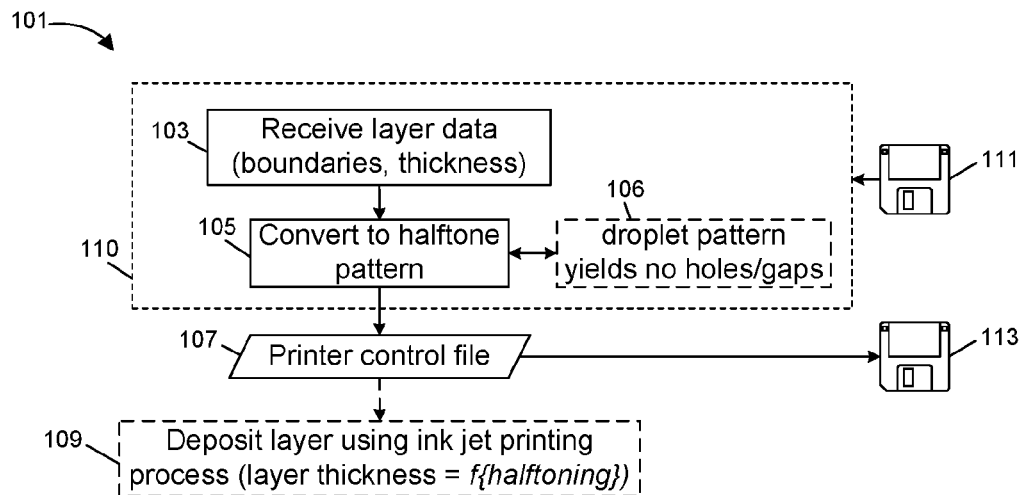 101
103
Receive layer data
(boundaries, thickness)
111
106
105
Convert to halftone
pattern
droplet pattern
yields no holes/gaps
110
107
Printer control file
113
109
Deposit layer using ink jet printing
process (layer thickness = f{halftoning})